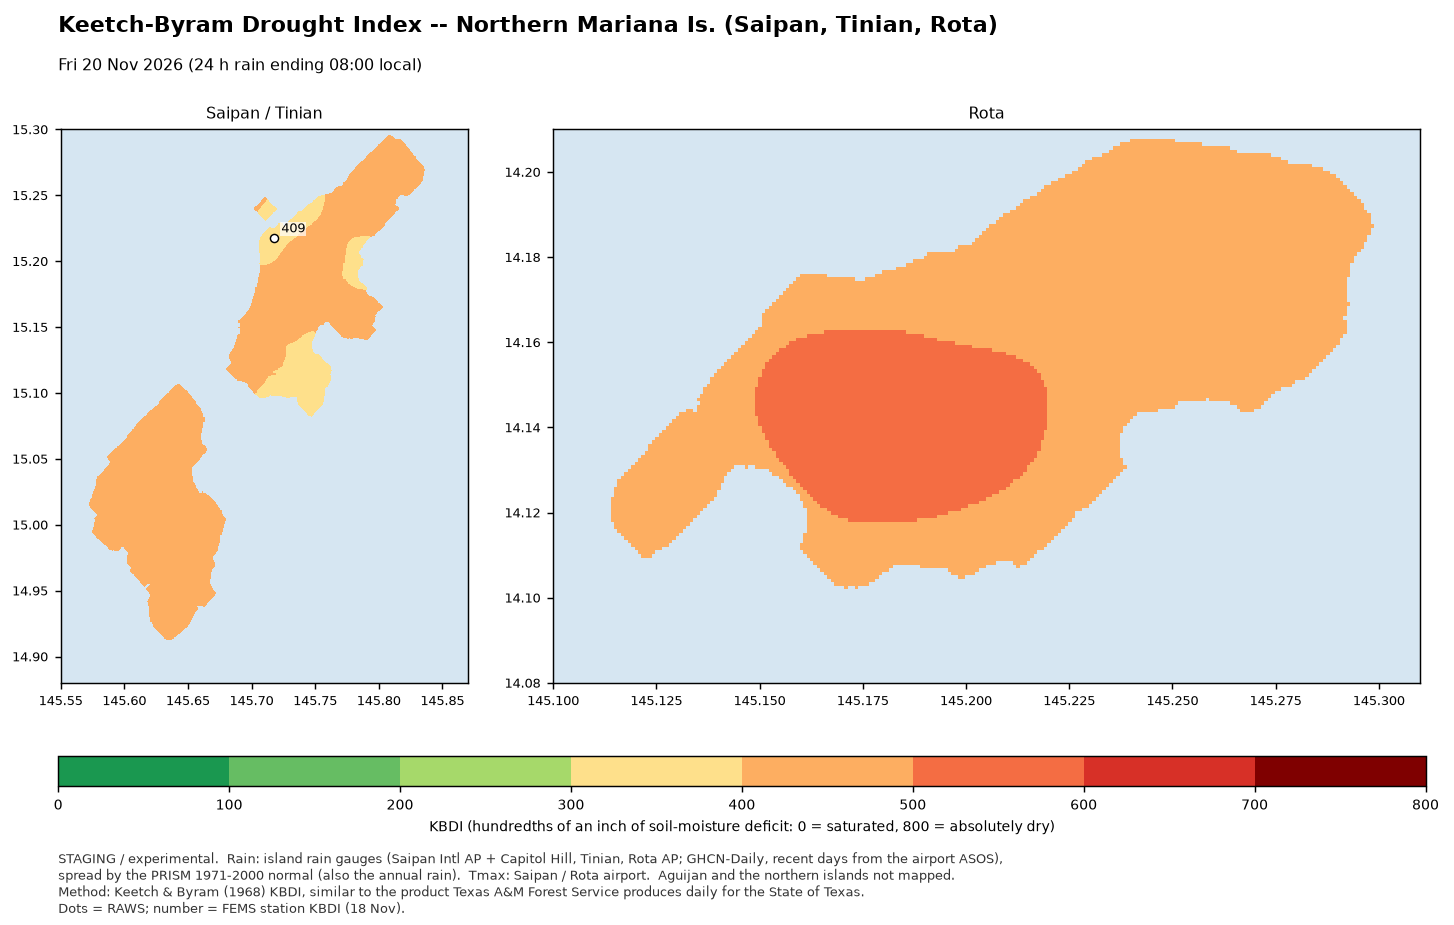 Keetch-Byram Drought Index -- Northern Mariana Is. (Saipan, Tinian, Rota)
Fri 20 Nov 2026 (24 h rain ending 08:00 local)
Saipan / Tinian
Rota
15.30
15.25
15.20
15.15
15.10
15.05
15.00
14.95
14.90
409
145.55 145.60 145.65 145.70 145.75 145.80 145.85
14.20
14.18
14.16
14.14
14.12
14.10
14.08
145.100 145.125 145.150 145.175 145.200 145.225 145.250 145.275 145.300
0 100 200 300 400 500 600 700 800
KBDI (hundredths of an inch of soil-moisture deficit: 0 = saturated, 800 = absolutely dry)
STAGING / experimental.  Rain: island rain gauges (Saipan Intl AP + Capitol Hill, Tinian, Rota AP; GHCN-Daily, recent days from the airport ASOS),
spread by the PRISM 1971-2000 normal (also the annual rain).  Tmax: Saipan / Rota airport.  Aguijan and the northern islands not mapped.
Method: Keetch & Byram (1968) KBDI, similar to the product Texas A&M Forest Service produces daily for the State of Texas.
Dots = RAWS; number = FEMS station KBDI (18 Nov).